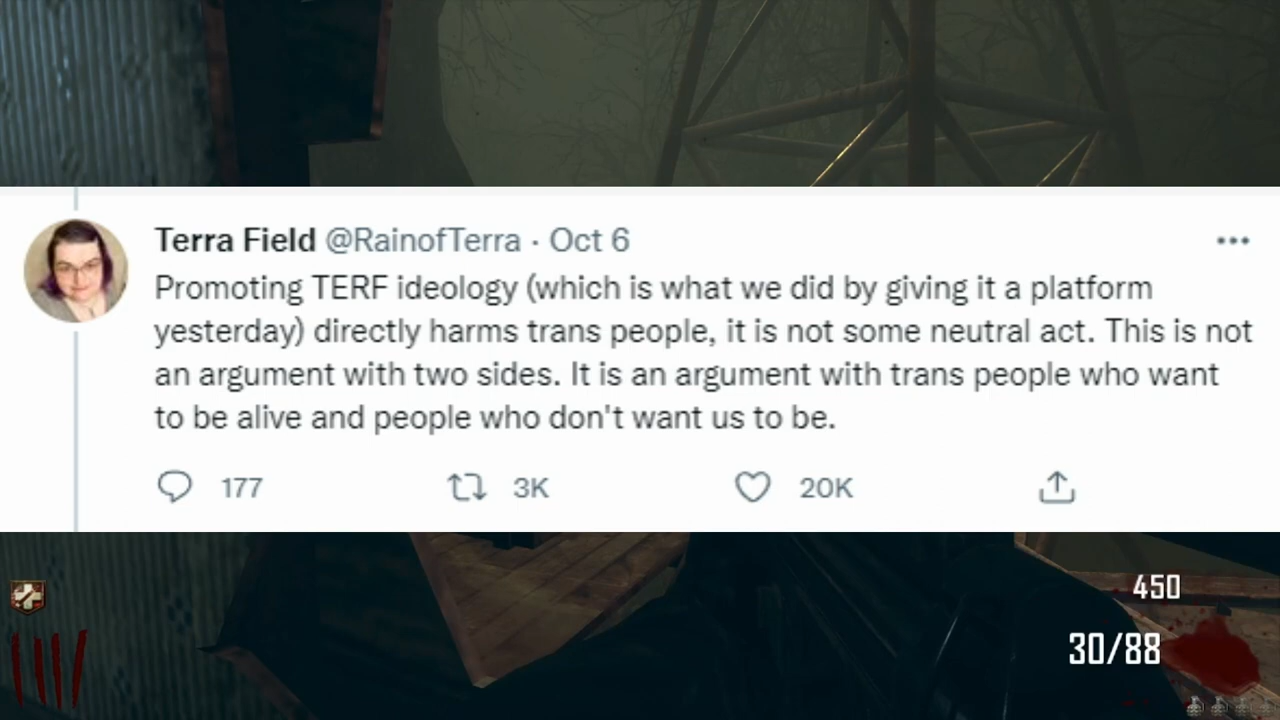 Terra Field @RainofTerra · Oct 6
Promoting TERF ideology (which is what we did by giving it a platform
yesterday) directly harms trans people, it is not some neutral act. This is not
an argument with two sides. It is an argument with trans people who want
to be alive and people who don't want us to be.
177 3K 20K
450
30/88